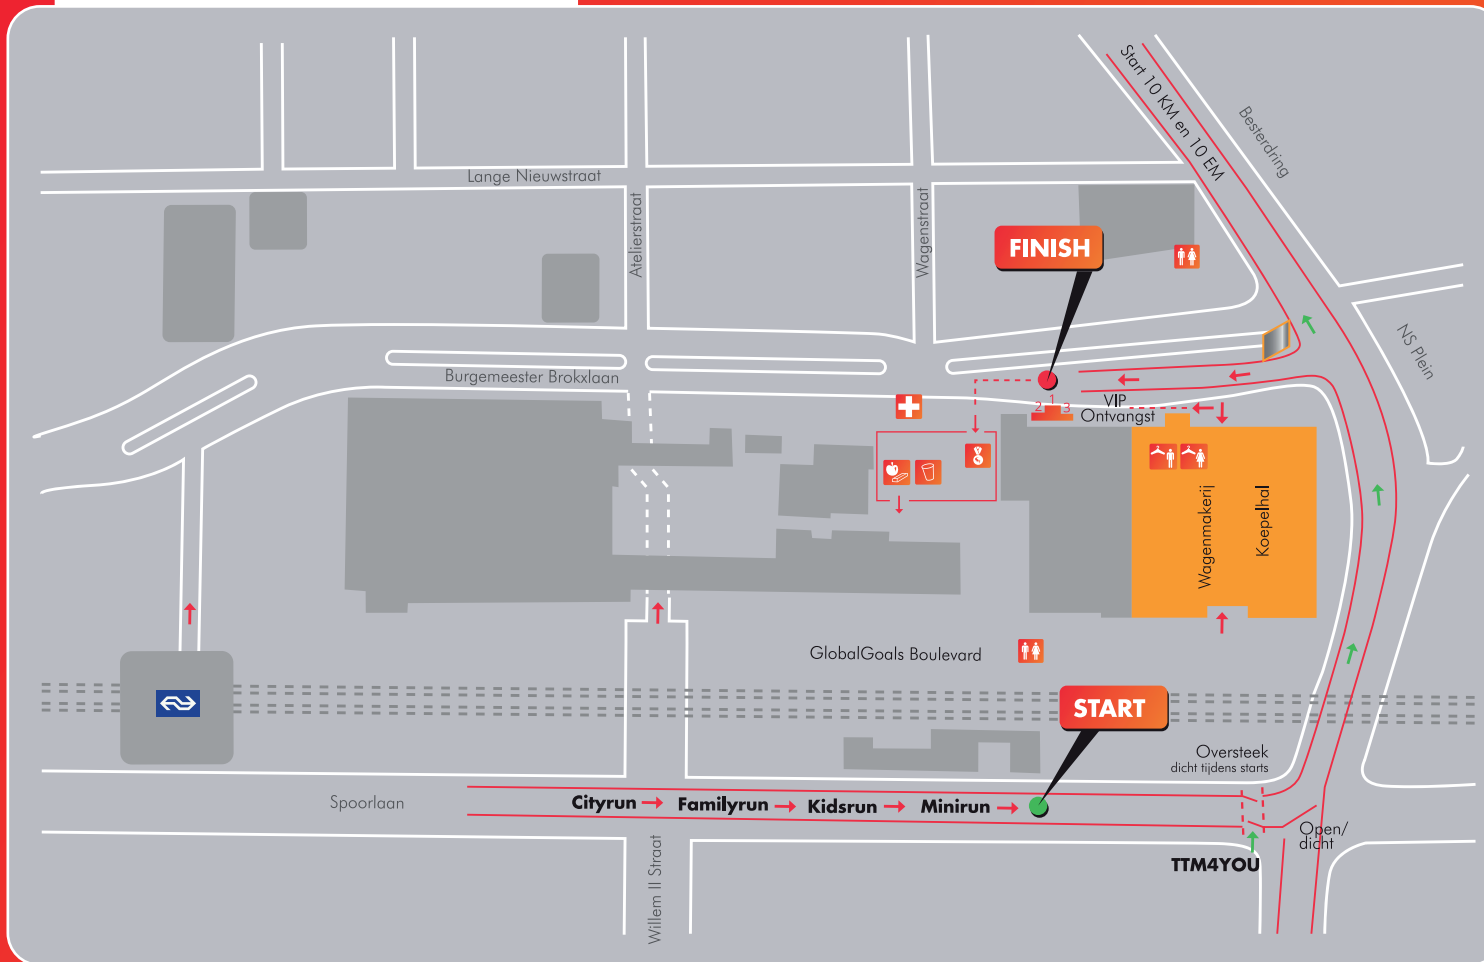 Start 10 KM en 10 EM
Besterdring
Lange Nieuwstraat
Atelierstraat
Wagenstraat
FINISH
NS Plein
Burgemeester Brokxlaan
2 1 3
VIP
Ontvangst
Wagenmakerij
Koepelhal
GlobalGoals Boulevard
START
Oversteek
dicht tijdens starts
Spoorlaan
Cityrun
Familyrun
Kidsrun
Minirun
Open/
dicht
TTM4YOU
Willem II Straat